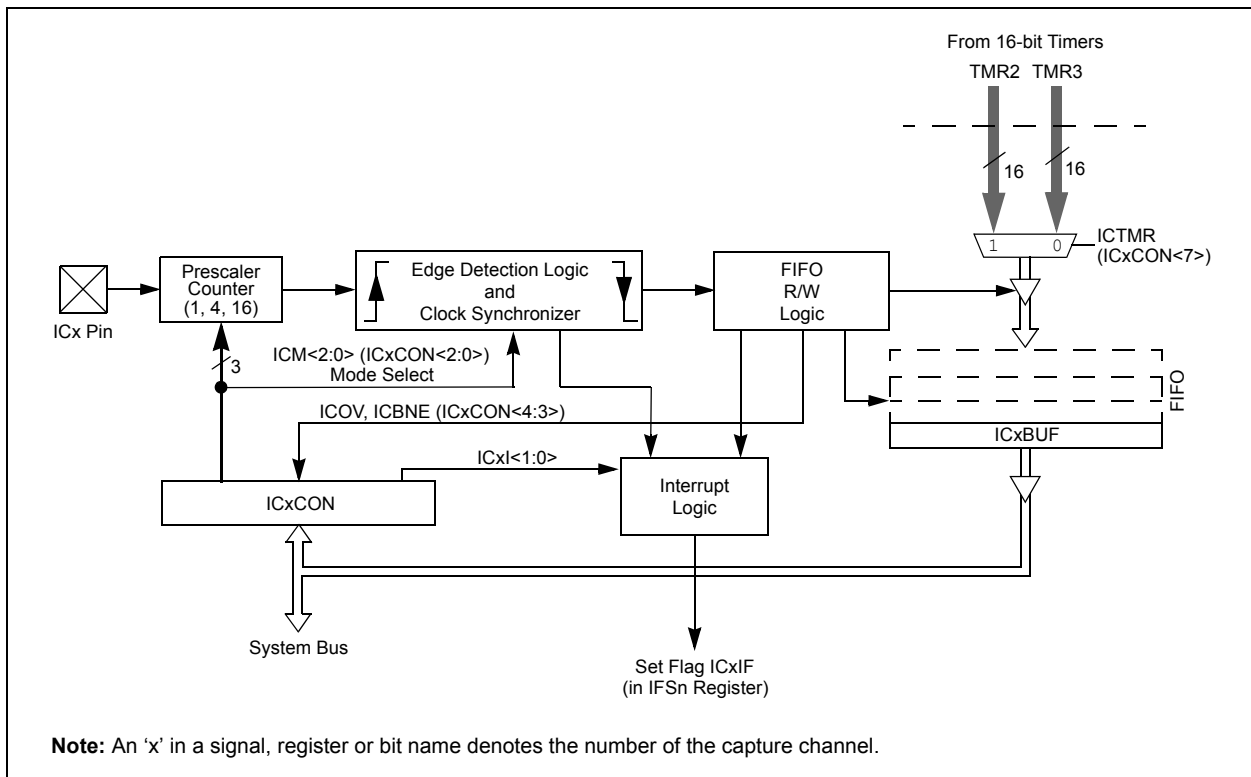 From 16-bit Timers
TMR2 TMR3
16 16
1 0
ICTMR
(ICxCON<7>)
Prescaler
Counter
(1, 4, 16)
Edge Detection Logic
and
Clock Synchronizer
FIFO
R/W
Logic
ICx Pin
3
ICM<2:0> (ICxCON<2:0>)
Mode Select
FIFO
ICOV, ICBNE (ICxCON<4:3>)
ICxBUF
ICxI<1:0>
Interrupt
Logic
ICxCON
System Bus
Set Flag ICxIF
(in IFSn Register)
Note: An ‘x’ in a signal, register or bit name denotes the number of the capture channel.